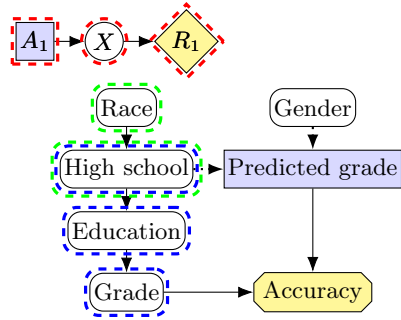 A₁ X R₁
Race Gender
High school Predicted grade
Education
Grade Accuracy